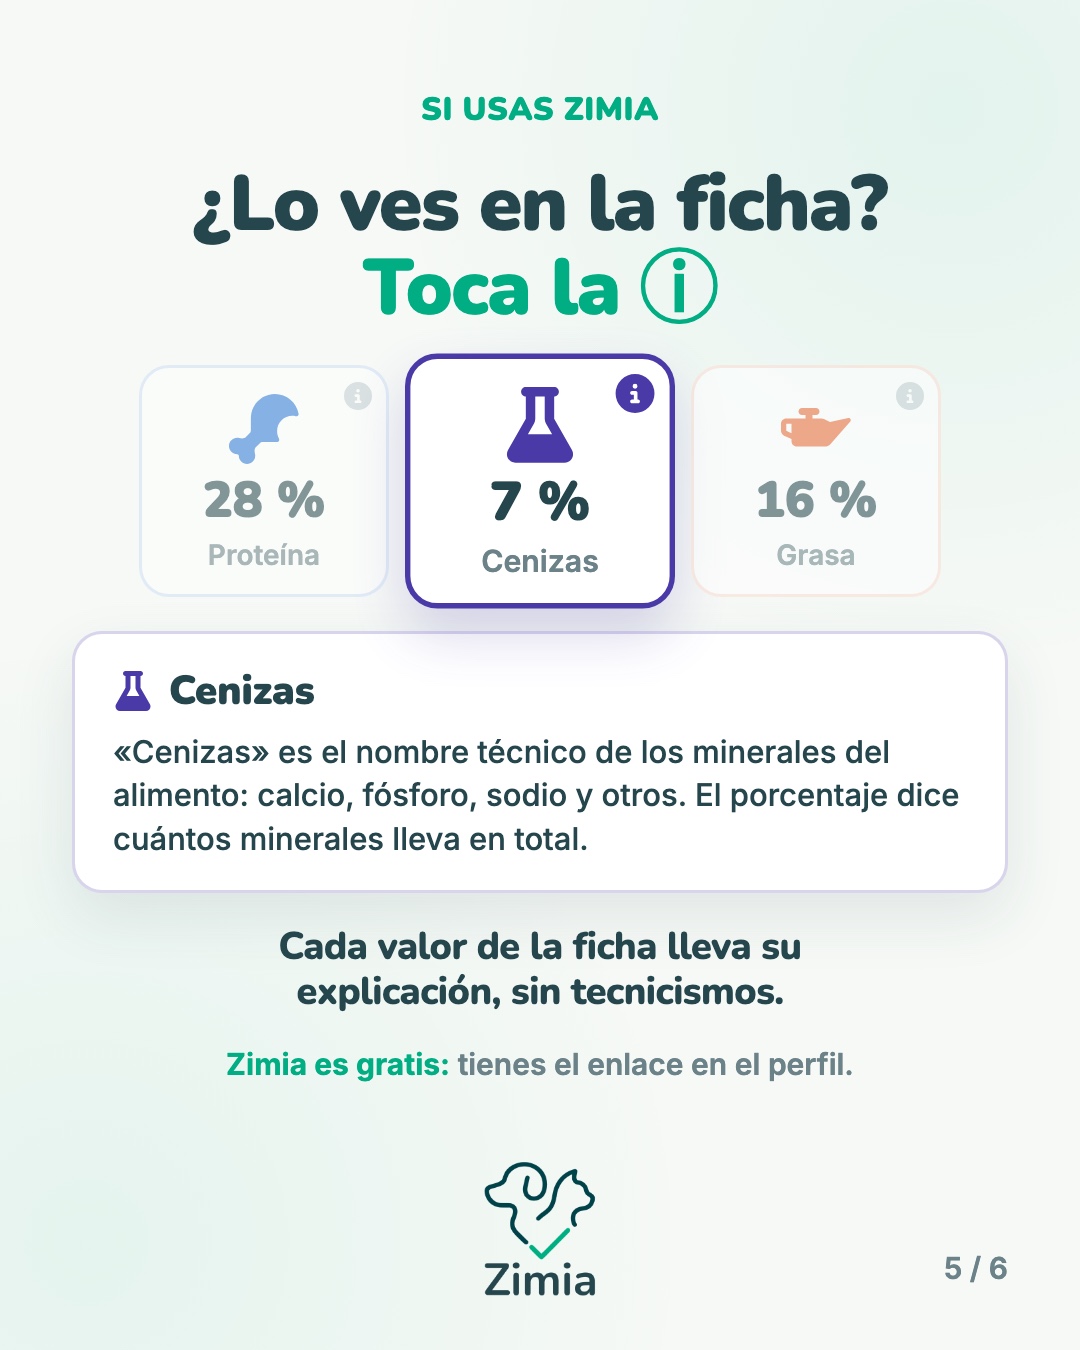 SI USAS ZIMIA
¿Lo ves en la ficha?
Toca la ⓘ
28 %
Proteína
7 %
Cenizas
16 %
Grasa
Cenizas
«Cenizas» es el nombre técnico de los minerales del
alimento: calcio, fósforo, sodio y otros. El porcentaje dice
cuántos minerales lleva en total.
Cada valor de la ficha lleva su
explicación, sin tecnicismos.
Zimia es gratis: tienes el enlace en el perfil.
Zimia
5 / 6